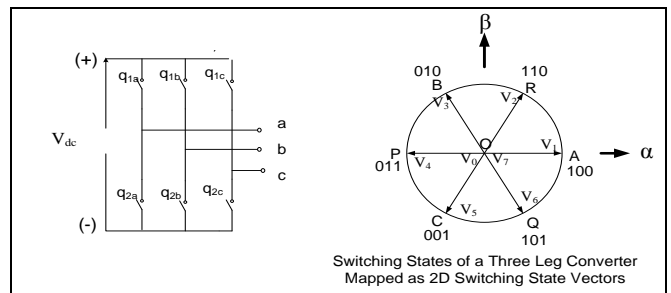 (+)
q1a
q1b
q1c
Vdc
a
b
c
q2a
q2b
q2c
(-)
β
010
B
110
R
V3
V2
P
011
V4
O
V0
V7
V1
A
100
α
V5
V6
C
001
Q
101
Switching States of a Three Leg Converter
Mapped as 2D Switching State Vectors